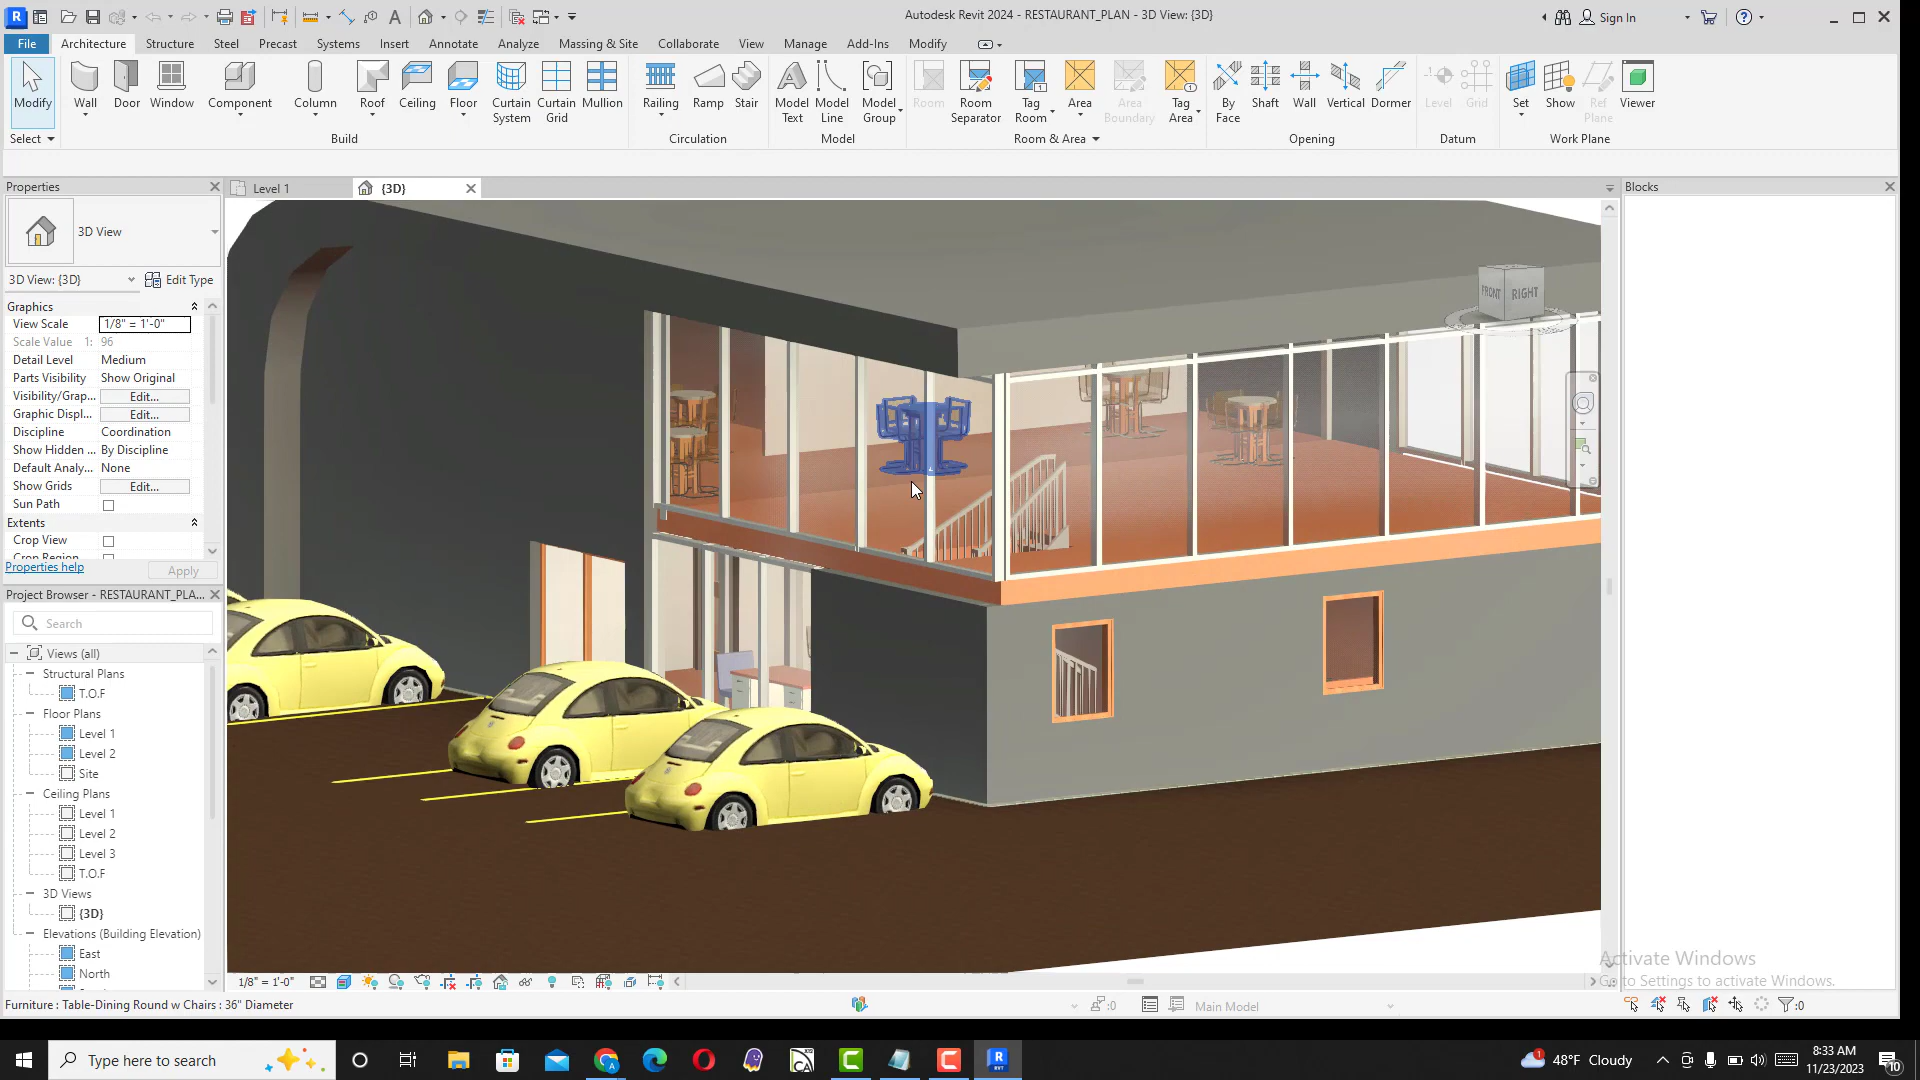 Autodesk Revit 2024 - RESTAURANT_PLAN - 3D View: {3D}
Sign In
File Architecture Structure Steel Precast Systems Insert Annotate Analyze Massing & Site Collaborate View Manage Add-Ins Modify
Modify Wall Door Window Component Column Roof Ceiling Floor Curtain System Curtain Grid Mullion Railing Ramp Stair Model Text Model Line Model Group Room Room Separator Tag Room Area Area Boundary Tag Area By Face Shaft Wall Vertical Dormer Level Grid Set Show Ref Plane Viewer
Select Build Circulation Model Room & Area Opening Datum Work Plane
Properties
Level 1
{3D}
Blocks
3D View
3D View: {3D}
Edit Type
Graphics
View Scale 1/8" = 1'-0"
Scale Value 1: 96
Detail Level Medium
Parts Visibility Show Original
Visibility/Grap... Edit...
Graphic Displ... Edit...
Discipline Coordination
Show Hidden ... By Discipline
Default Analy... None
Show Grids Edit...
Sun Path
Extents
Crop View
Crop Region
Properties help
Apply
FRONT RIGHT
Project Browser - RESTAURANT_PLA...
Search
Views (all)
Structural Plans
T.O.F
Floor Plans
Level 1
Level 2
Site
Ceiling Plans
Level 1
Level 2
Level 3
T.O.F
3D Views
{3D}
Elevations (Building Elevation)
East
North
1/8" = 1'-0"
Activate Windows
Go to Settings to activate Windows.
Furniture : Table-Dining Round w Chairs : 36" Diameter
:0
Main Model
:0
Type here to search
48°F Cloudy
8:33 AM
11/23/2023
10